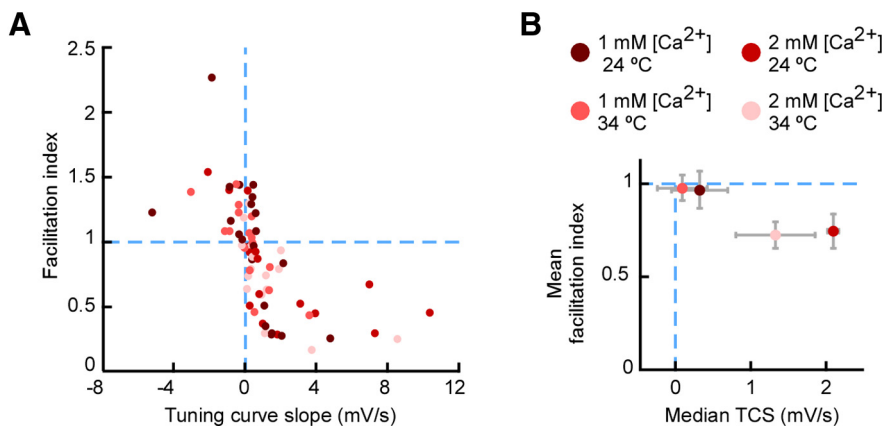 A
2.5
2
1.5
1
0.5
0
-8
-4
0
4
8
12
Facilitation index
Tuning curve slope (mV/s)
B
1 mM [Ca2+]
24 ºC
2 mM [Ca2+]
24 ºC
1 mM [Ca2+]
34 ºC
2 mM [Ca2+]
34 ºC
1
0.5
0
0
1
2
Mean
facilitation index
Median TCS (mV/s)